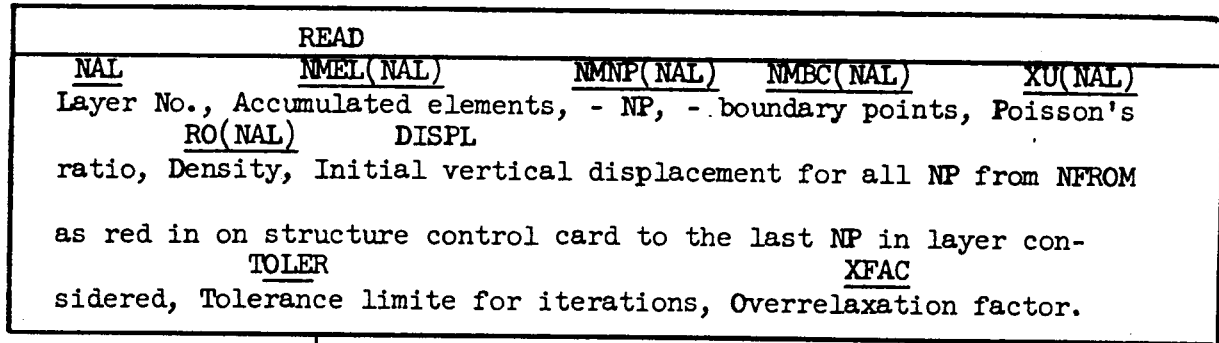 READ
NAL NMEL(NAL) NMNP(NAL) NMBC(NAL) XU(NAL)
Layer No., Accumulated elements, - NP, - boundary points, Poisson's
RO(NAL) DISPL
ratio, Density, Initial vertical displacement for all NP from NFROM
as red in on structure control card to the last NP in layer con-
TOLER XFAC
sidered, Tolerance limite for iterations, Overrelaxation factor.